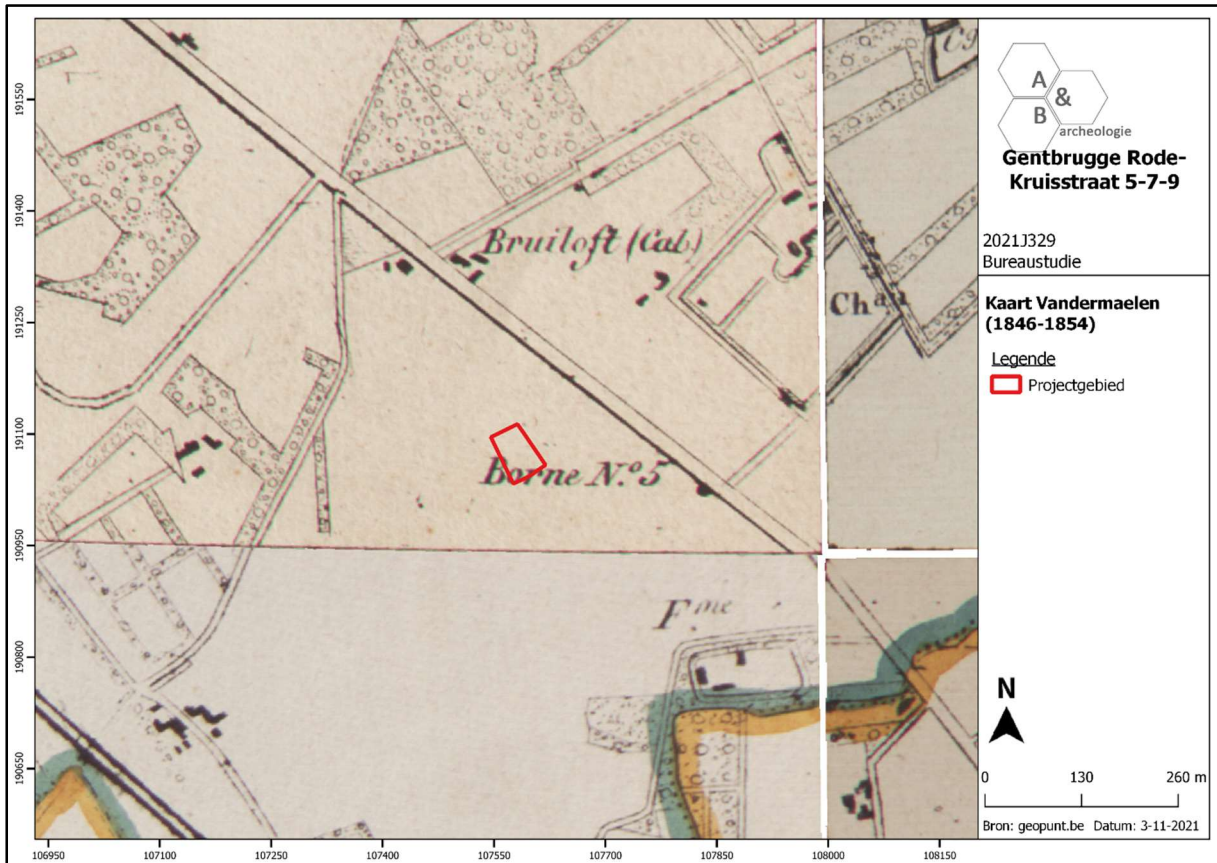 191550
191400
191250
191100
190950
190800
190650
106950
107100
107250
107400
107550
107700
107850
108000
108150
Bruiloft (Cab)
Borne N.º 5
Chau
F.me
A
&
B
archeologie
Gentbrugge Rode-
Kruisstraat 5-7-9
2021J329
Bureaustudie
Kaart Vandermaelen
(1846-1854)
Legende
Projectgebied
N
0 130 260 m
Bron: geopunt.be Datum: 3-11-2021